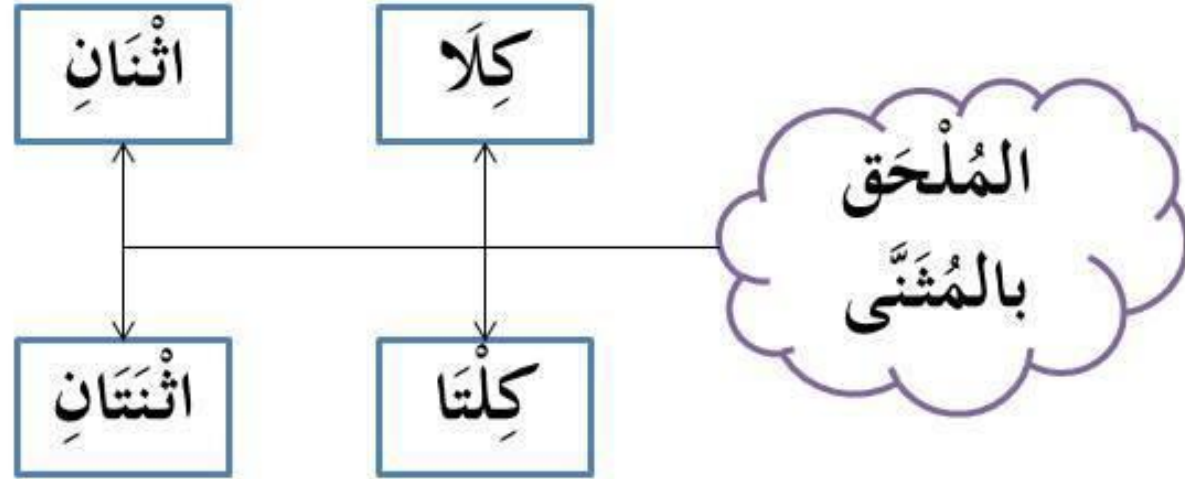 المُلْحَق
بالمُثَنَّى
كِلَا
اثْنَانِ
كِلْتَا
اثْنَتَانِ